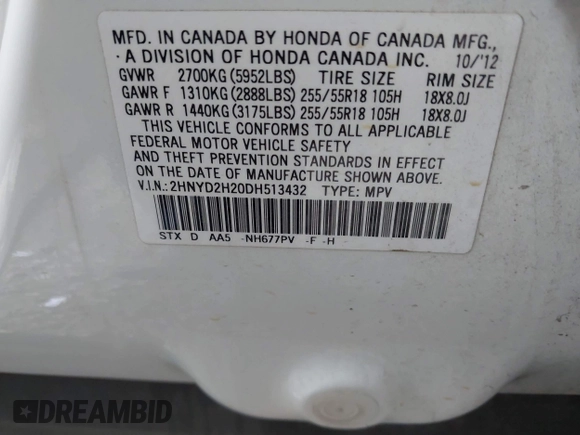 MFD. IN CANADA BY HONDA OF CANADA MFG.,
· A DIVISION OF HONDA CANADA INC. 10/'12
GVWR 2700KG (5952LBS) TIRE SIZE RIM SIZE
GAWR F 1310KG (2888LBS) 255/55R18 105H 18X8.0J
GAWR R 1440KG (3175LBS) 255/55R18 105H 18X8.0J
THIS VEHICLE CONFORMS TO ALL APPLICABLE
FEDERAL MOTOR VEHICLE SAFETY
AND THEFT PREVENTION STANDARDS IN EFFECT
ON THE DATE OF MANUFACTURE SHOWN ABOVE.
V.I.N.: 2HNYD2H20DH513432 TYPE: MPV
STX D AA5 -NH677PV -F -H
DREAMBID